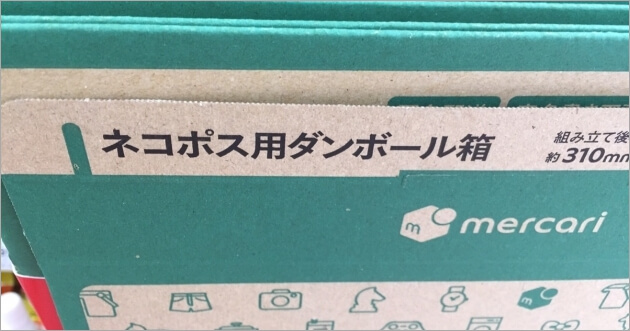 ネコポス用ダンボール箱
組み立て後
約310mm
mercari